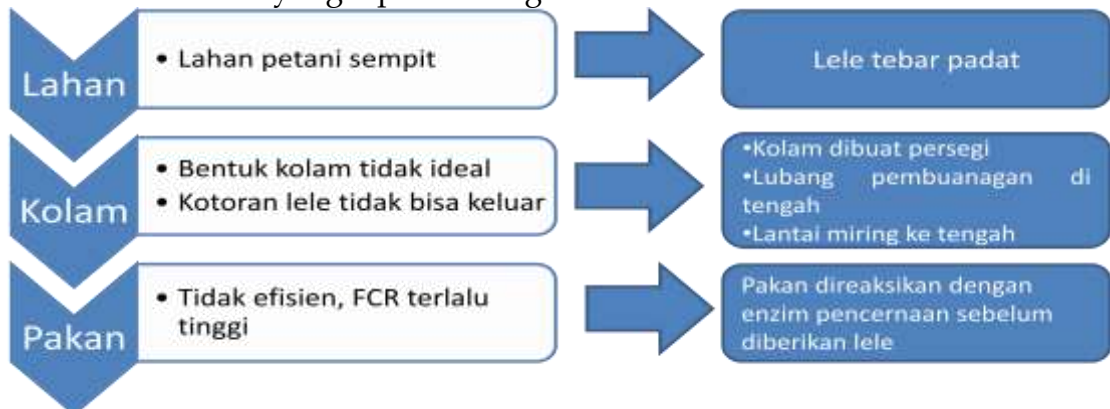 yang
Lahan
• Lahan petani sempit
Lele tebar padat
Kolam
• Bentuk kolam tidak ideal
• Kotoran lele tidak bisa keluar
•Kolam dibuat persegi
•Lubang pembuanagan di
tengah
•Lantai miring ke tengah
Pakan
• Tidak efisien, FCR terlalu
tinggi
Pakan direaksikan dengan
enzim pencernaan sebelum
diberikan lele